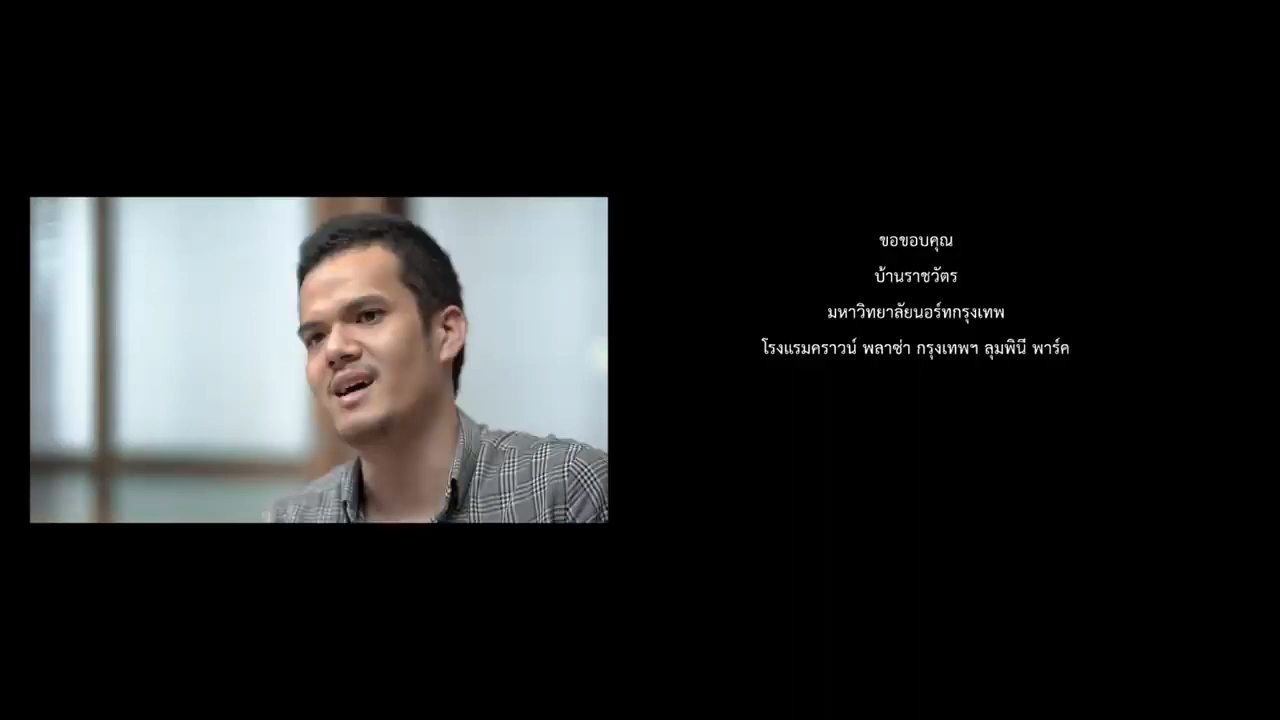 ขอขอบคุณ
บ้านราชวัตร
มหาวิทยาลัยนอร์ทกรุงเทพ
โรงแรมคราวน์ พลาซ่า กรุงเทพฯ ลุมพินี พาร์ค